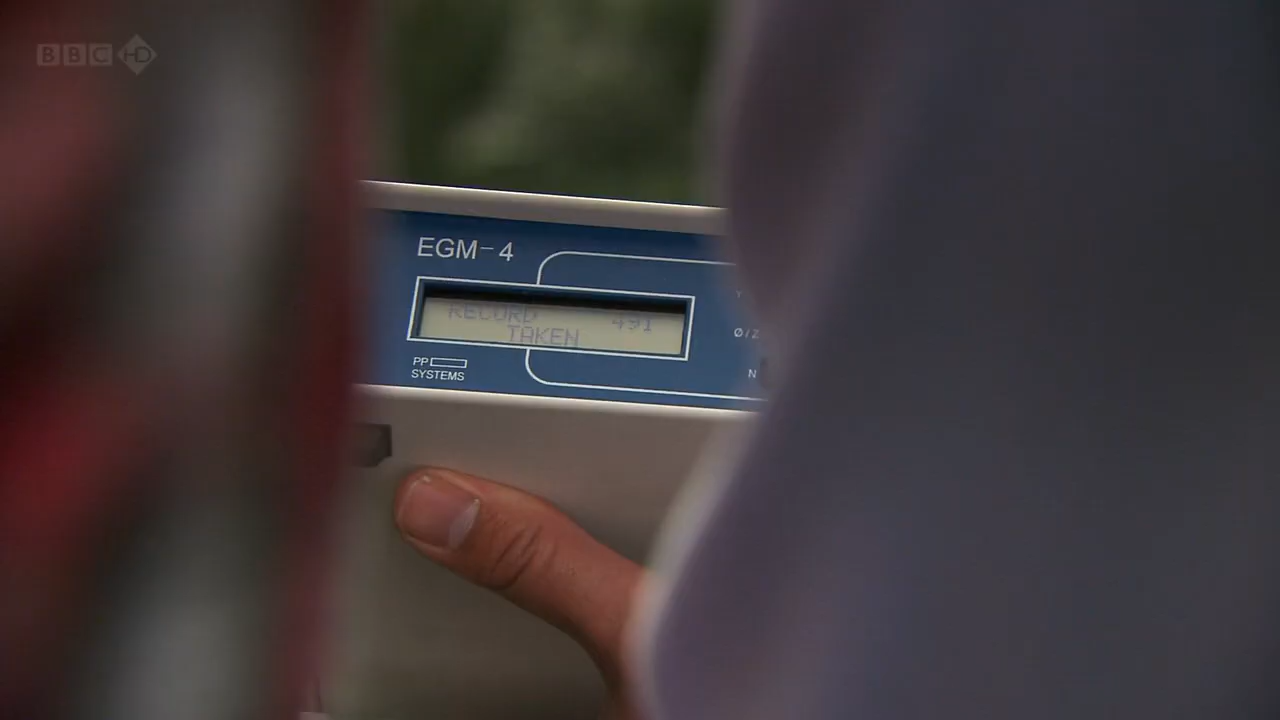 BBC HD
EGM-4
RECORD 491
TAKEN
PP
SYSTEMS
Y
Ø/Z
N